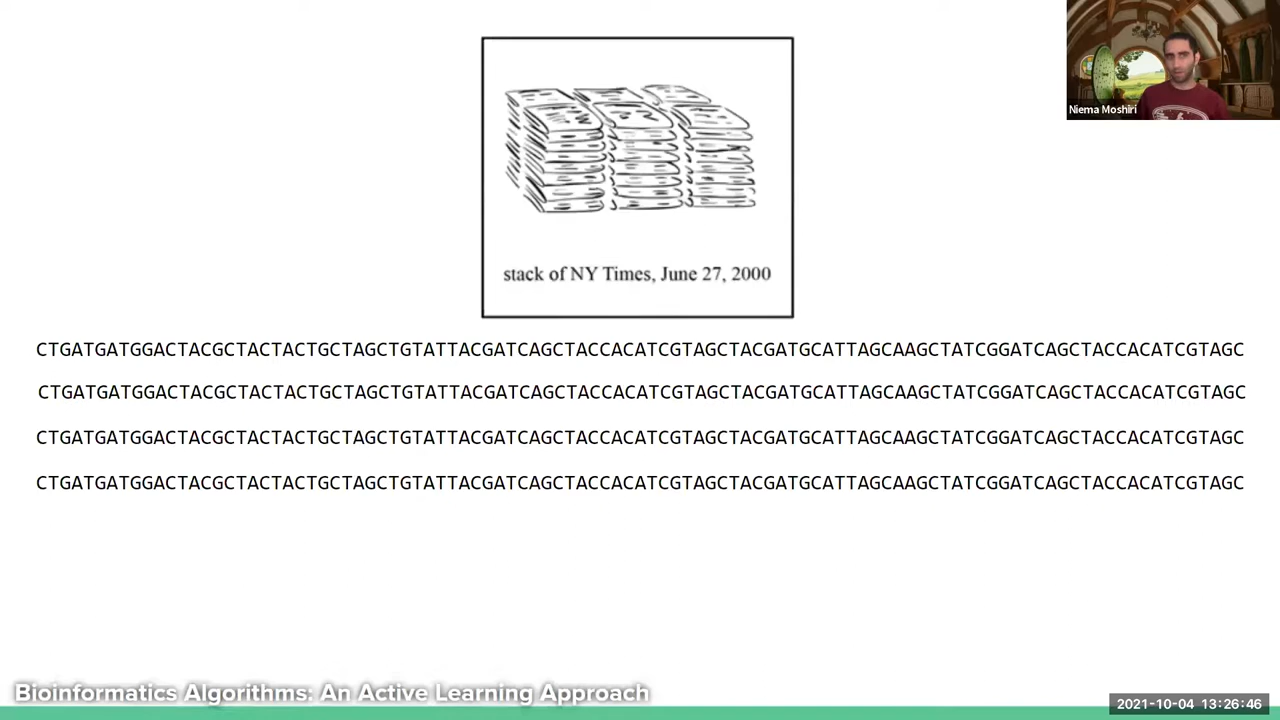 Niema Moshiri
stack of NY Times, June 27, 2000
CTGATGATGGACTACGCTACTACTGCTAGCTGTATTACGATCAGCTACCACATCGTAGCTACGATGCATTAGCAAGCTATCGGATCAGCTACCACATCGTAGC
CTGATGATGGACTACGCTACTACTGCTAGCTGTATTACGATCAGCTACCACATCGTAGCTACGATGCATTAGCAAGCTATCGGATCAGCTACCACATCGTAGC
CTGATGATGGACTACGCTACTACTGCTAGCTGTATTACGATCAGCTACCACATCGTAGCTACGATGCATTAGCAAGCTATCGGATCAGCTACCACATCGTAGC
CTGATGATGGACTACGCTACTACTGCTAGCTGTATTACGATCAGCTACCACATCGTAGCTACGATGCATTAGCAAGCTATCGGATCAGCTACCACATCGTAGC
Bioinformatics Algorithms: An Active Learning Approach
2021-10-04 13:26:46